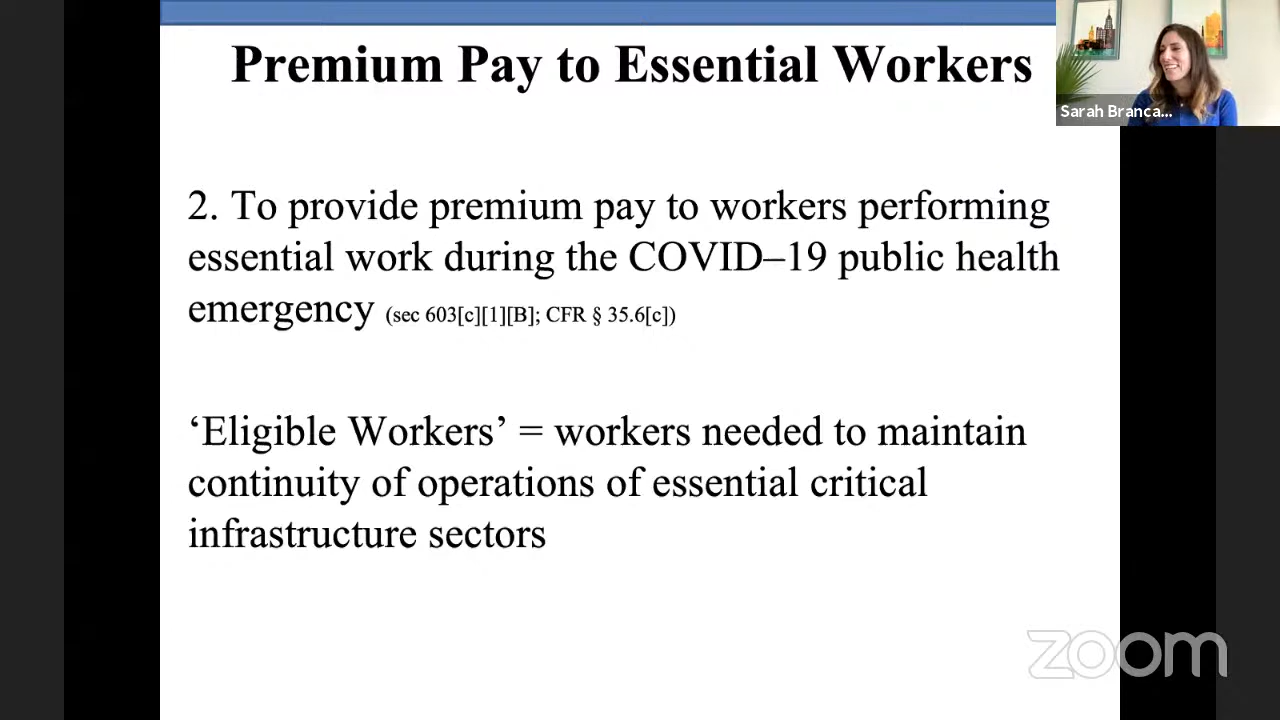 Premium Pay to Essential Workers
Sarah Branca...
2. To provide premium pay to workers performing
essential work during the COVID–19 public health
emergency (sec 603[c][1][B]; CFR § 35.6[c])
‘Eligible Workers’ = workers needed to maintain
continuity of operations of essential critical
infrastructure sectors
zoom